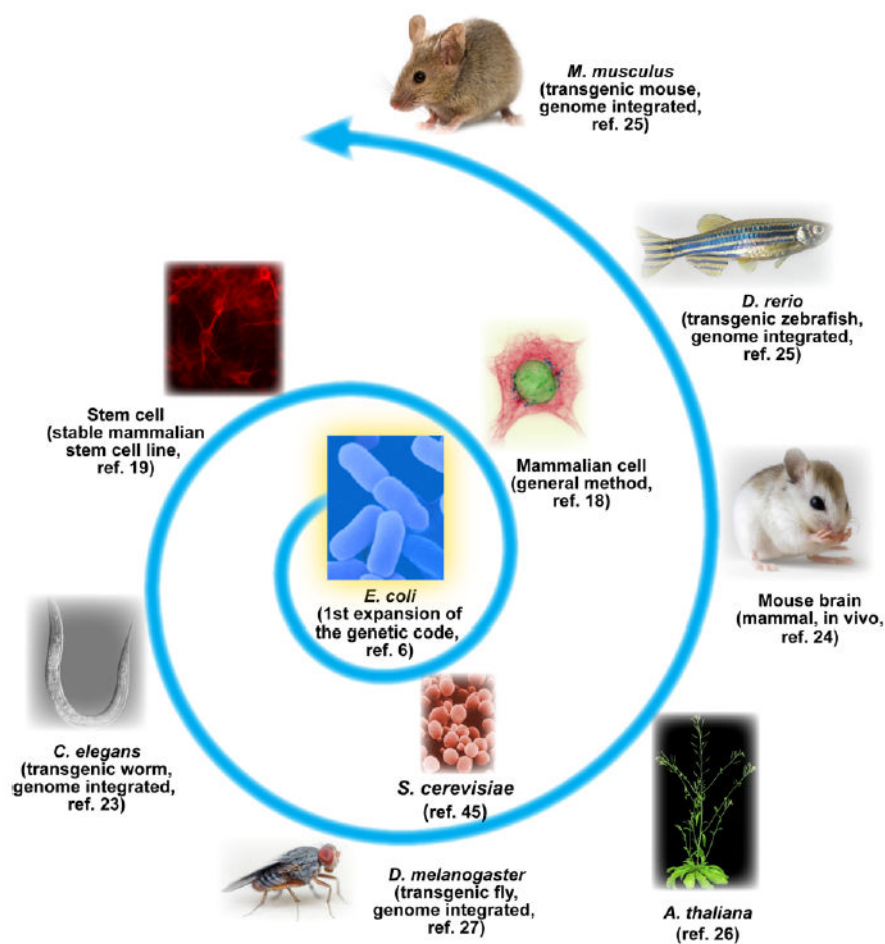 M. musculus
(transgenic mouse,
genome integrated,
ref. 25)
D. rerio
(transgenic zebrafish,
genome integrated,
ref. 25)
Stem cell
(stable mammalian
stem cell line,
ref. 19)
Mammalian cell
(general method,
ref. 18)
E. coli
(1st expansion of
the genetic code,
ref. 6)
Mouse brain
(mammal, in vivo,
ref. 24)
C. elegans
(transgenic worm,
genome integrated,
ref. 23)
S. cerevisiae
(ref. 45)
D. melanogaster
(transgenic fly,
genome integrated,
ref. 27)
A. thaliana
(ref. 26)